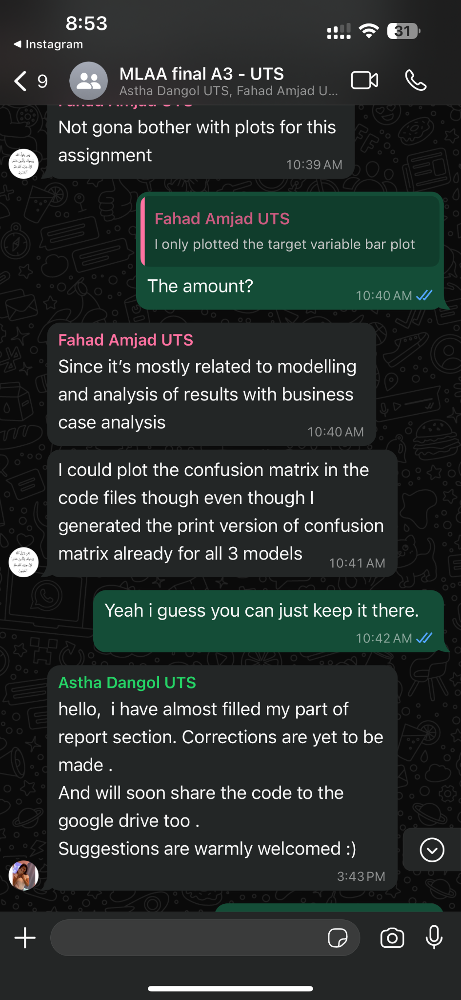 8:53
31
◀ Instagram
9
MLAA final A3 - UTS
Astha Dangol UTS, Fahad Amjad U...
Fahad Amjad UTS
Not gona bother with plots for this
assignment
10:39 AM
Fahad Amjad UTS
I only plotted the target variable bar plot
The amount?
10:40 AM
Fahad Amjad UTS
Since it's mostly related to modelling
and analysis of results with business
case analysis
10:40 AM
I could plot the confusion matrix in the
code files though even though I
generated the print version of confusion
matrix already for all 3 models
10:41 AM
Yeah i guess you can just keep it there.
10:42 AM
Astha Dangol UTS
hello,  i have almost filled my part of
report section. Corrections are yet to be
made .
And will soon share the code to the
google drive too .
Suggestions are warmly welcomed :)
3:43 PM